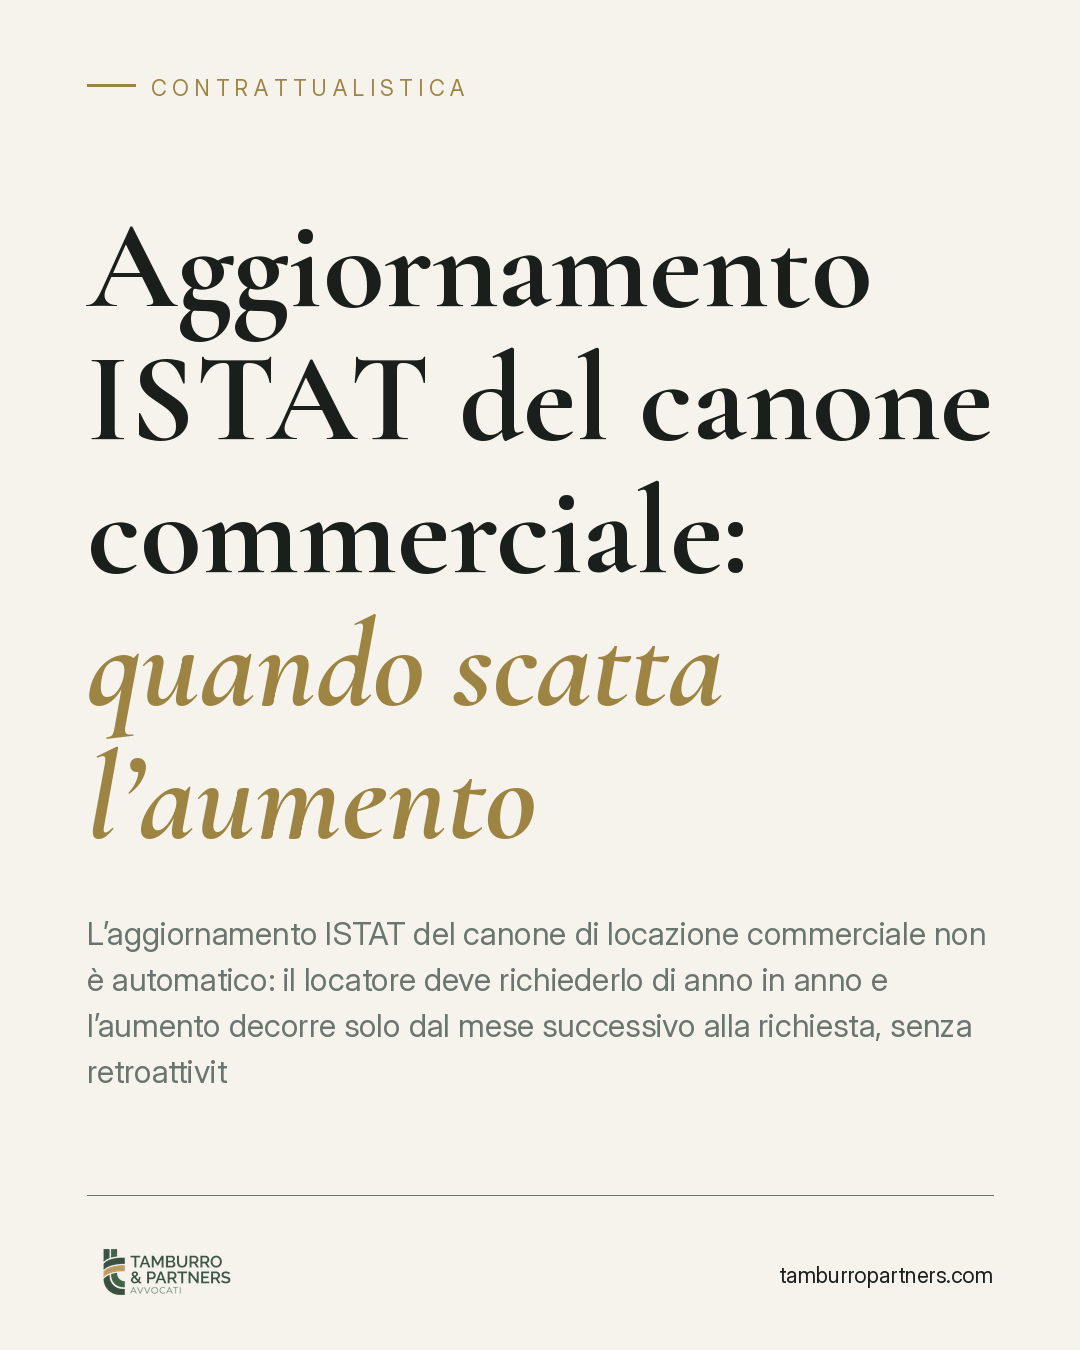 CONTRATTUALISTICA
Aggiornamento
ISTAT del canone
commerciale:
quando scatta
l’aumento
L’aggiornamento ISTAT del canone di locazione commerciale non
è automatico: il locatore deve richiederlo di anno in anno e
l’aumento decorre solo dal mese successivo alla richiesta, senza
retroattivit
TAMBURRO
& PARTNERS
AVVOCATI
tamburropartners.com